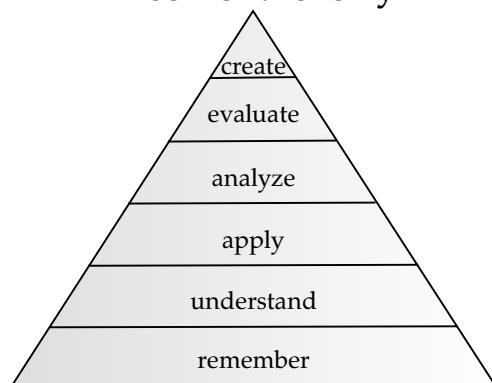 create
evaluate
analyze
apply
understand
remember